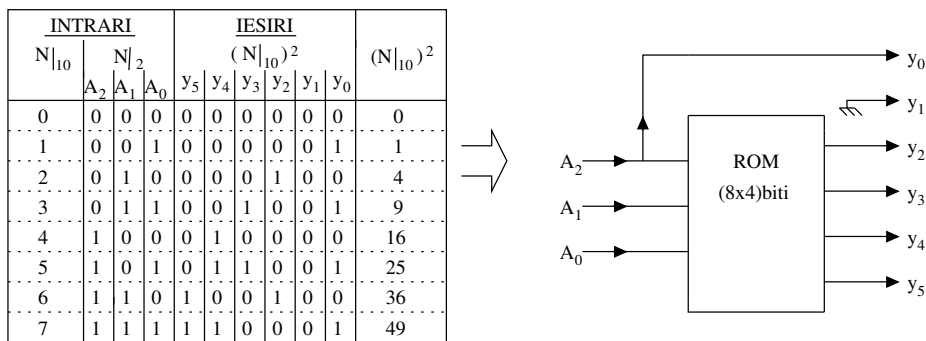 INTRARI IESIRI
N|10 N|2 (N|10)² (N|10)²
A2 A1 A0 y5 y4 y3 y2 y1 y0
0 0 0 0 0 0 0 0 0 0 0
1 0 0 1 0 0 0 0 0 1 1
2 0 1 0 0 0 0 1 0 0 4
3 0 1 1 0 0 1 0 0 1 9
4 1 0 0 0 1 0 0 0 0 16
5 1 0 1 0 1 1 0 0 1 25
6 1 1 0 1 0 0 1 0 0 36
7 1 1 1 1 1 0 0 0 1 49
y0
y1
A2 ROM y2
(8x4)biti
A1 y3
A0 y4
y5